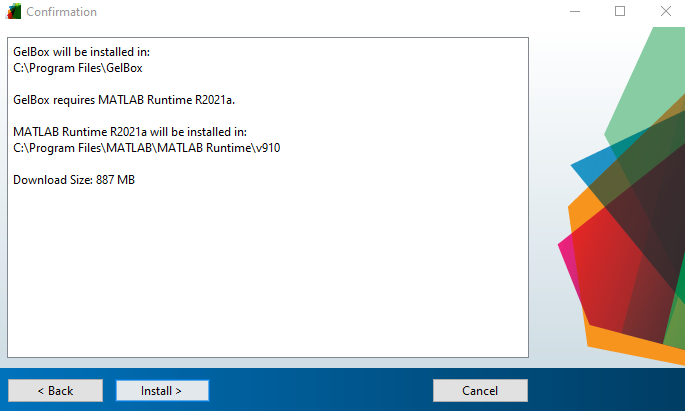 Confirmation
GelBox will be installed in:
C:\Program Files\GelBox
GelBox requires MATLAB Runtime R2021a.
MATLAB Runtime R2021a will be installed in:
C:\Program Files\MATLAB\MATLAB Runtime\v910
Download Size: 887 MB
< Back
Install >
Cancel